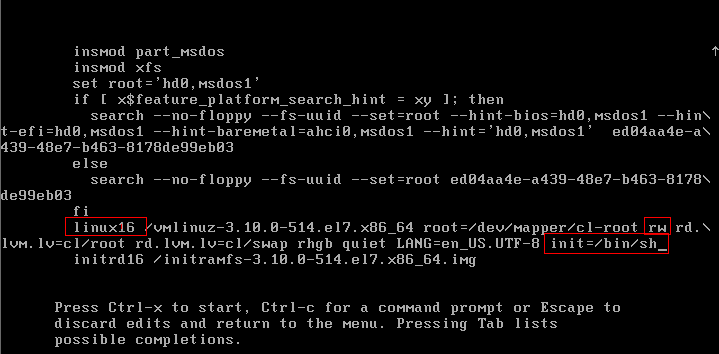 insmod part_msdos
insmod xfs
set root='hd0,msdos1'
if [ x$feature_platform_search_hint = xy ]; then
search --no-floppy --fs-uuid --set=root --hint-bios=hd0,msdos1 --hin\
t-efi=hd0,msdos1 --hint-baremetal=ahci0,msdos1 --hint='hd0,msdos1'  ed04aa4e-a\
439-48e7-b463-8178de99eb03
else
search --no-floppy --fs-uuid --set=root ed04aa4e-a439-48e7-b463-8178\
de99eb03
fi
linux16 /vmlinuz-3.10.0-514.el7.x86_64 root=/dev/mapper/cl-root rw rd.\
lvm.lv=cl/root rd.lvm.lv=cl/swap rhgb quiet LANG=en_US.UTF-8 init=/bin/sh_
initrd16 /initramfs-3.10.0-514.el7.x86_64.img
Press Ctrl-x to start, Ctrl-c for a command prompt or Escape to
discard edits and return to the menu. Pressing Tab lists
possible completions.